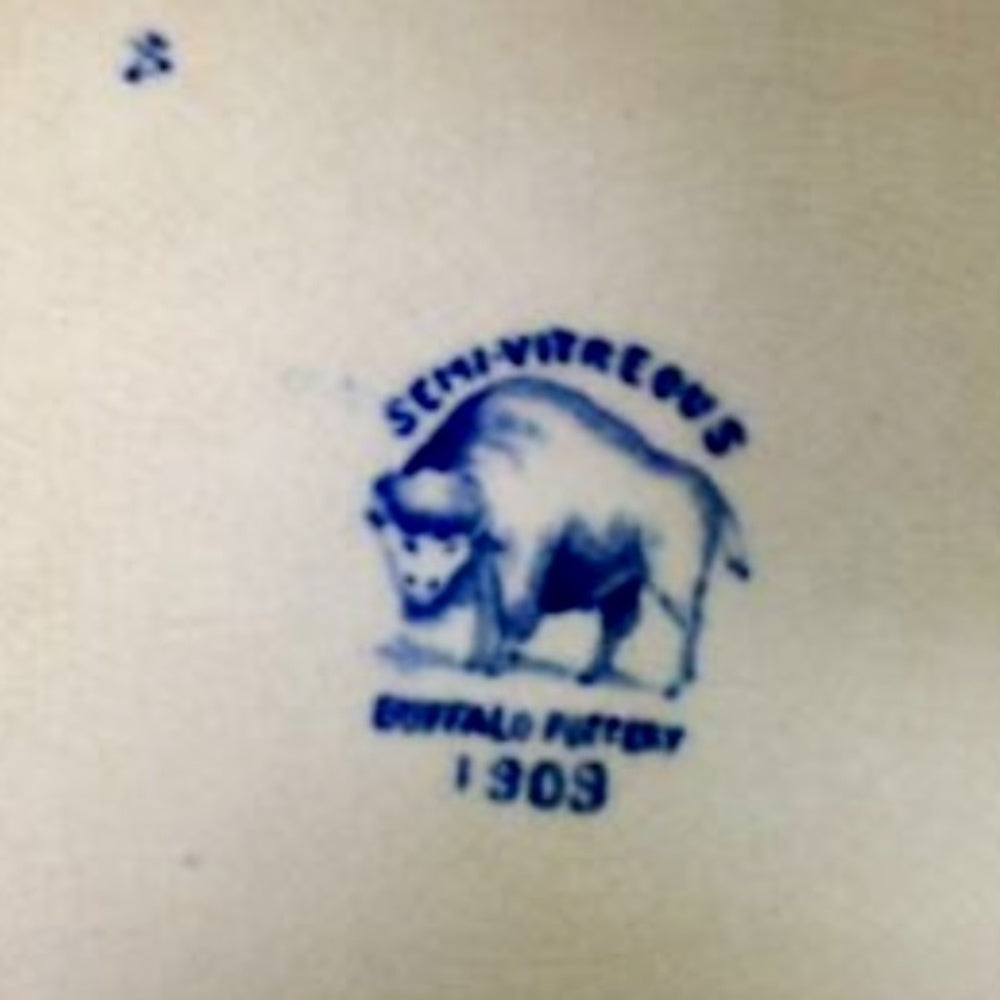 SEMI-VITREOUS
BUFFALO POTTERY
1909